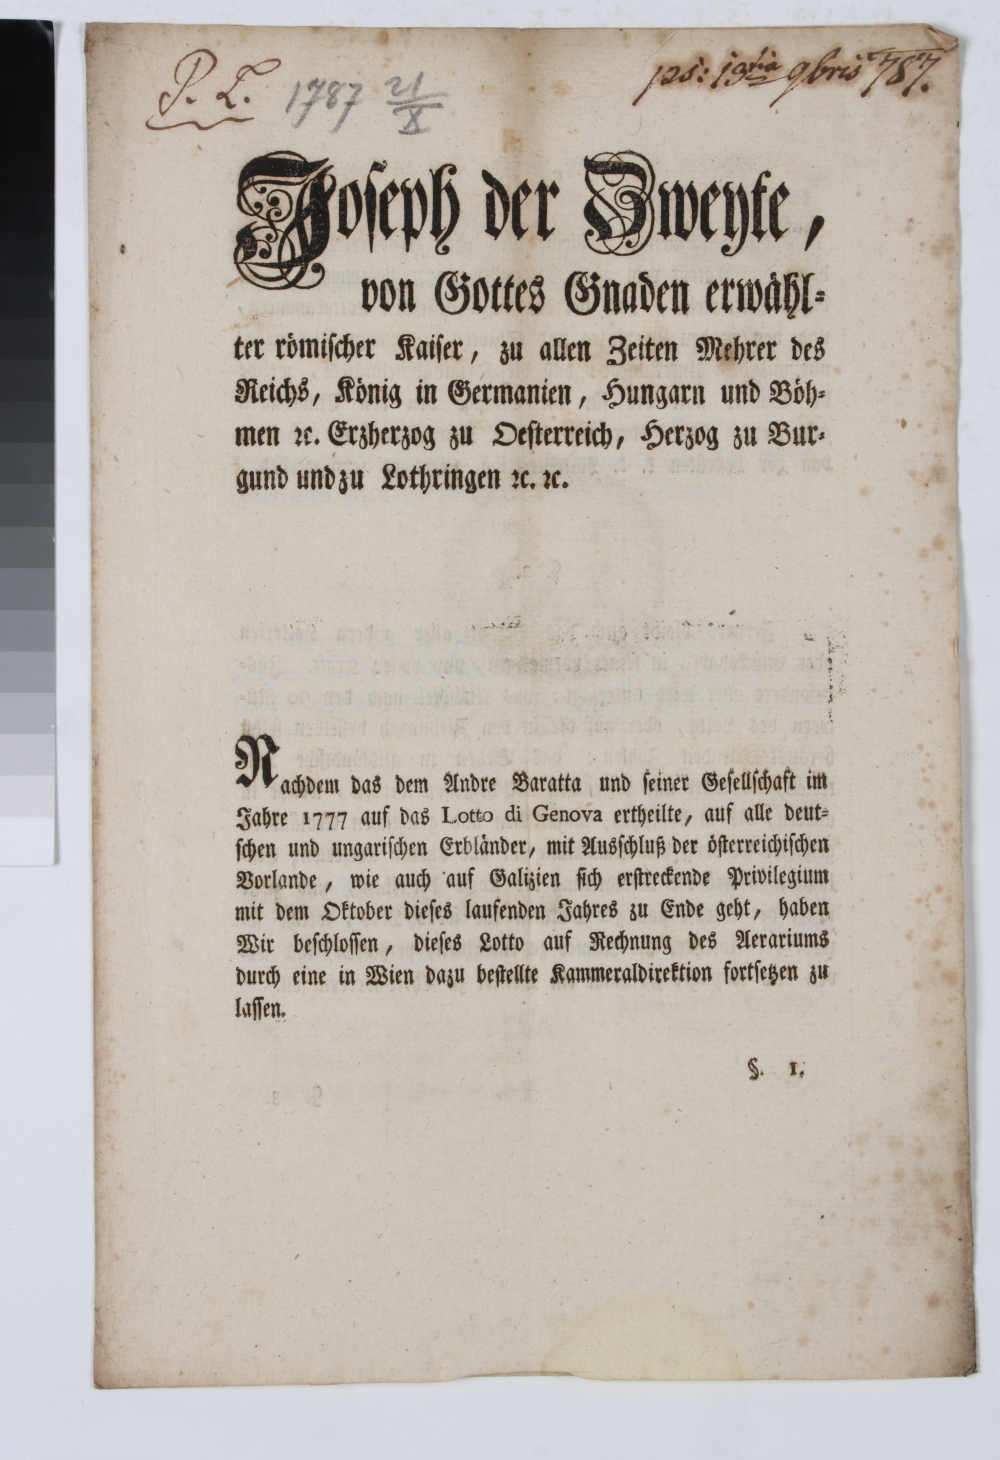 P. L. 1787 21/X
ps: 19tia 9bris 787.
Joseph der Zweyte,
von Gottes Gnaden erwähl-
ter römischer Kaiser, zu allen Zeiten Mehrer des
Reichs, König in Germanien, Hungarn und Böh-
men ꝛc. Erzherzog zu Oesterreich, Herzog zu Bur-
gund und zu Lothringen ꝛc. ꝛc.
Nachdem das dem Andre Baratta und seiner Gesellschaft im
Jahre 1777 auf das Lotto di Genova ertheilte, auf alle deut-
schen und ungarischen Erbländer, mit Ausschluß der österreichischen
Vorlande, wie auch auf Galizien sich erstreckende Privilegium
mit dem Oktober dieses laufenden Jahres zu Ende geht, haben
Wir beschlossen, dieses Lotto auf Rechnung des Aerariums
durch eine in Wien dazu bestellte Kammeraldirektion fortsetzen zu
lassen.
§. 1.